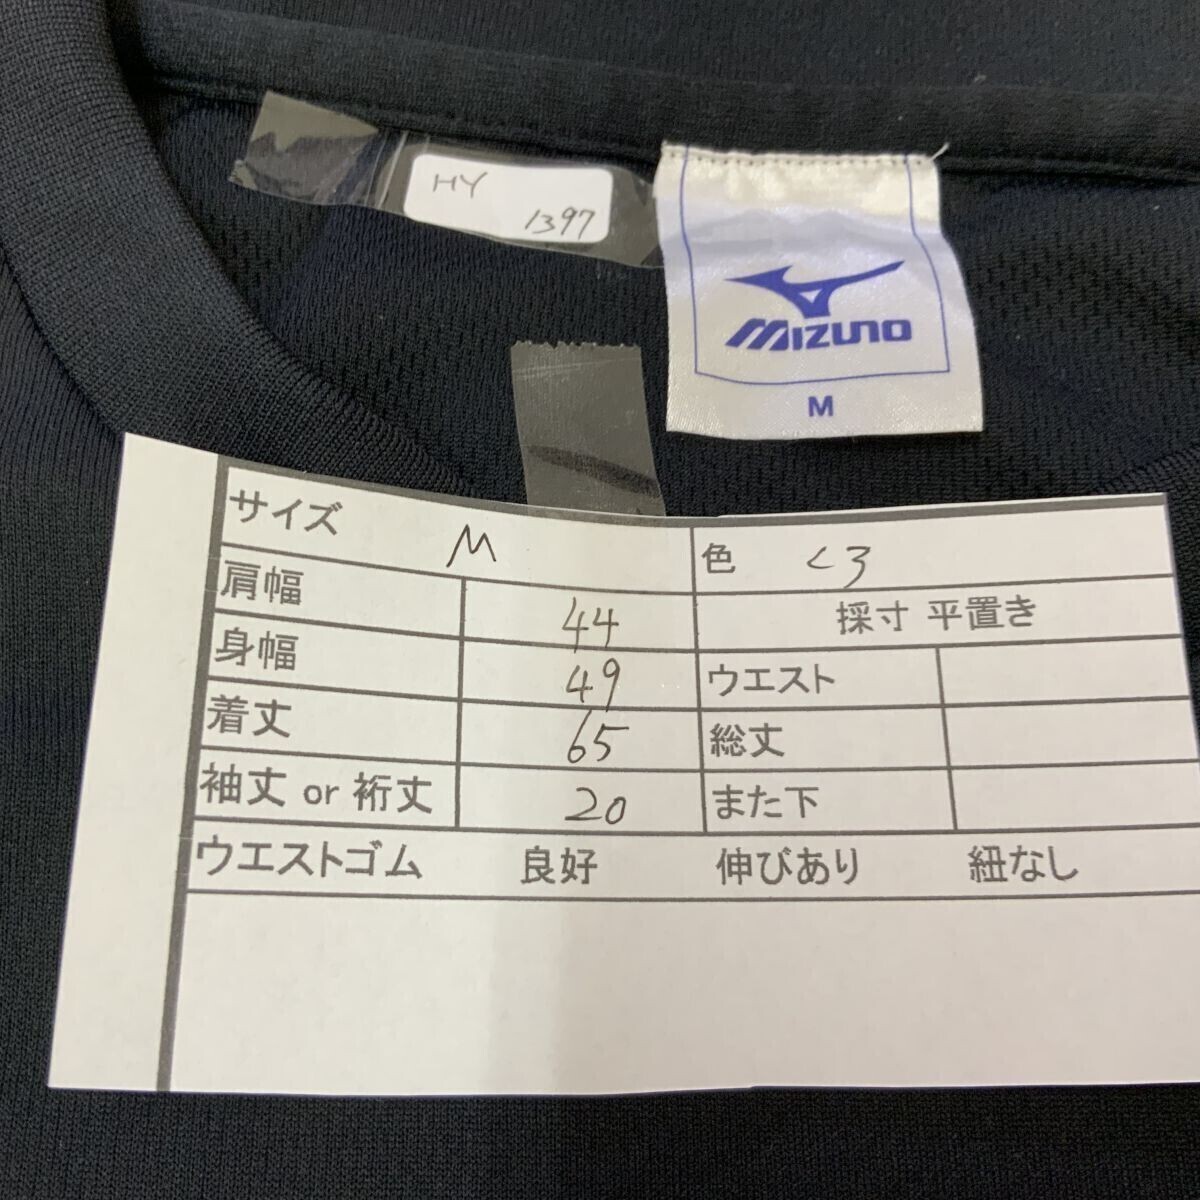 HY
1397
MIZUNO
M
サイズ M 色 くろ
肩幅 44 採寸 平置き
身幅 49 ウエスト
着丈 65 総丈
袖丈 or 裄丈 20 また下
ウエストゴム 良好 伸びあり 紐なし